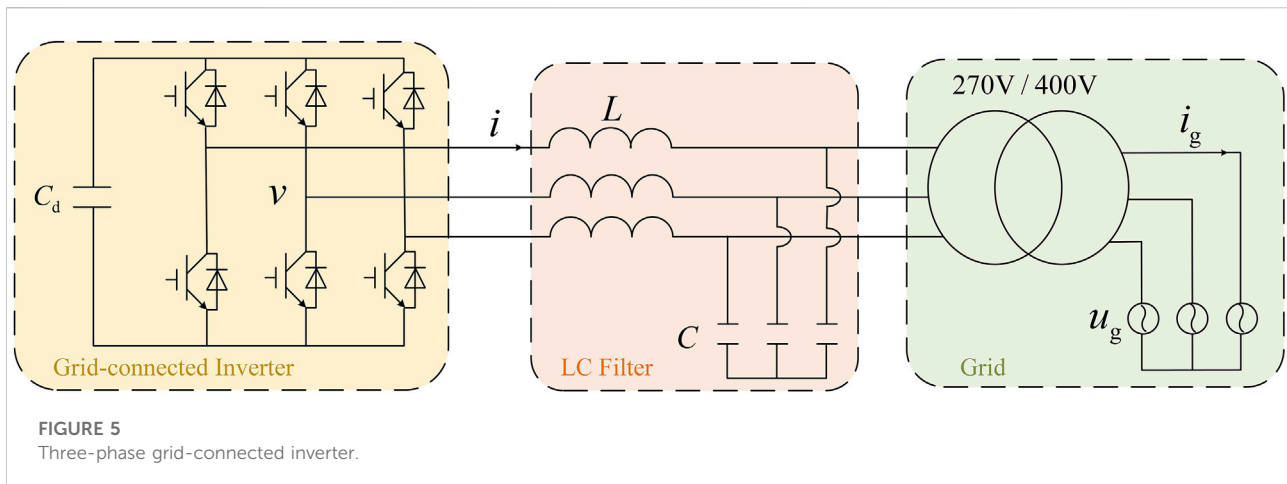 270V / 400V
i
L
i_g
C_d
v
C
u_g
Grid-connected Inverter
LC Filter
Grid
FIGURE 5
Three-phase grid-connected inverter.